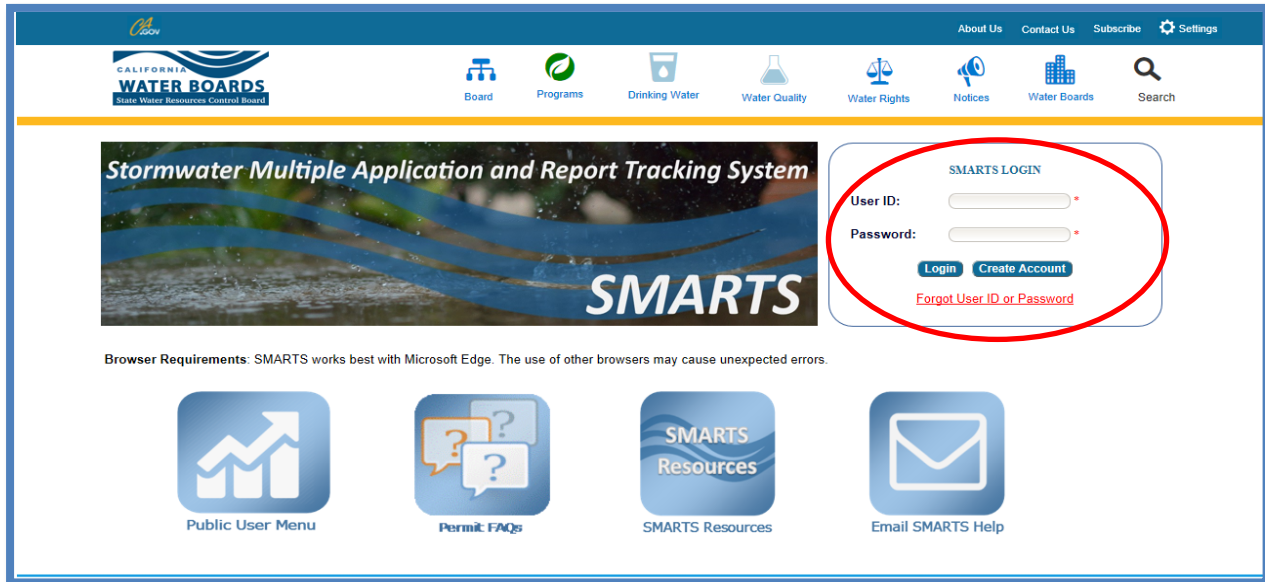 CA.GOV
About Us Contact Us Subscribe Settings
CALIFORNIA
WATER BOARDS
State Water Resources Control Board
Board Programs Drinking Water Water Quality Water Rights Notices Water Boards Search
Stormwater Multiple Application and Report Tracking System
SMARTS
SMARTS LOGIN
User ID: *
Password: *
Login Create Account
Forgot User ID or Password
Browser Requirements: SMARTS works best with Microsoft Edge. The use of other browsers may cause unexpected errors.
? ? ?
SMARTS
Resources
Public User Menu Permit FAQs SMARTS Resources Email SMARTS Help